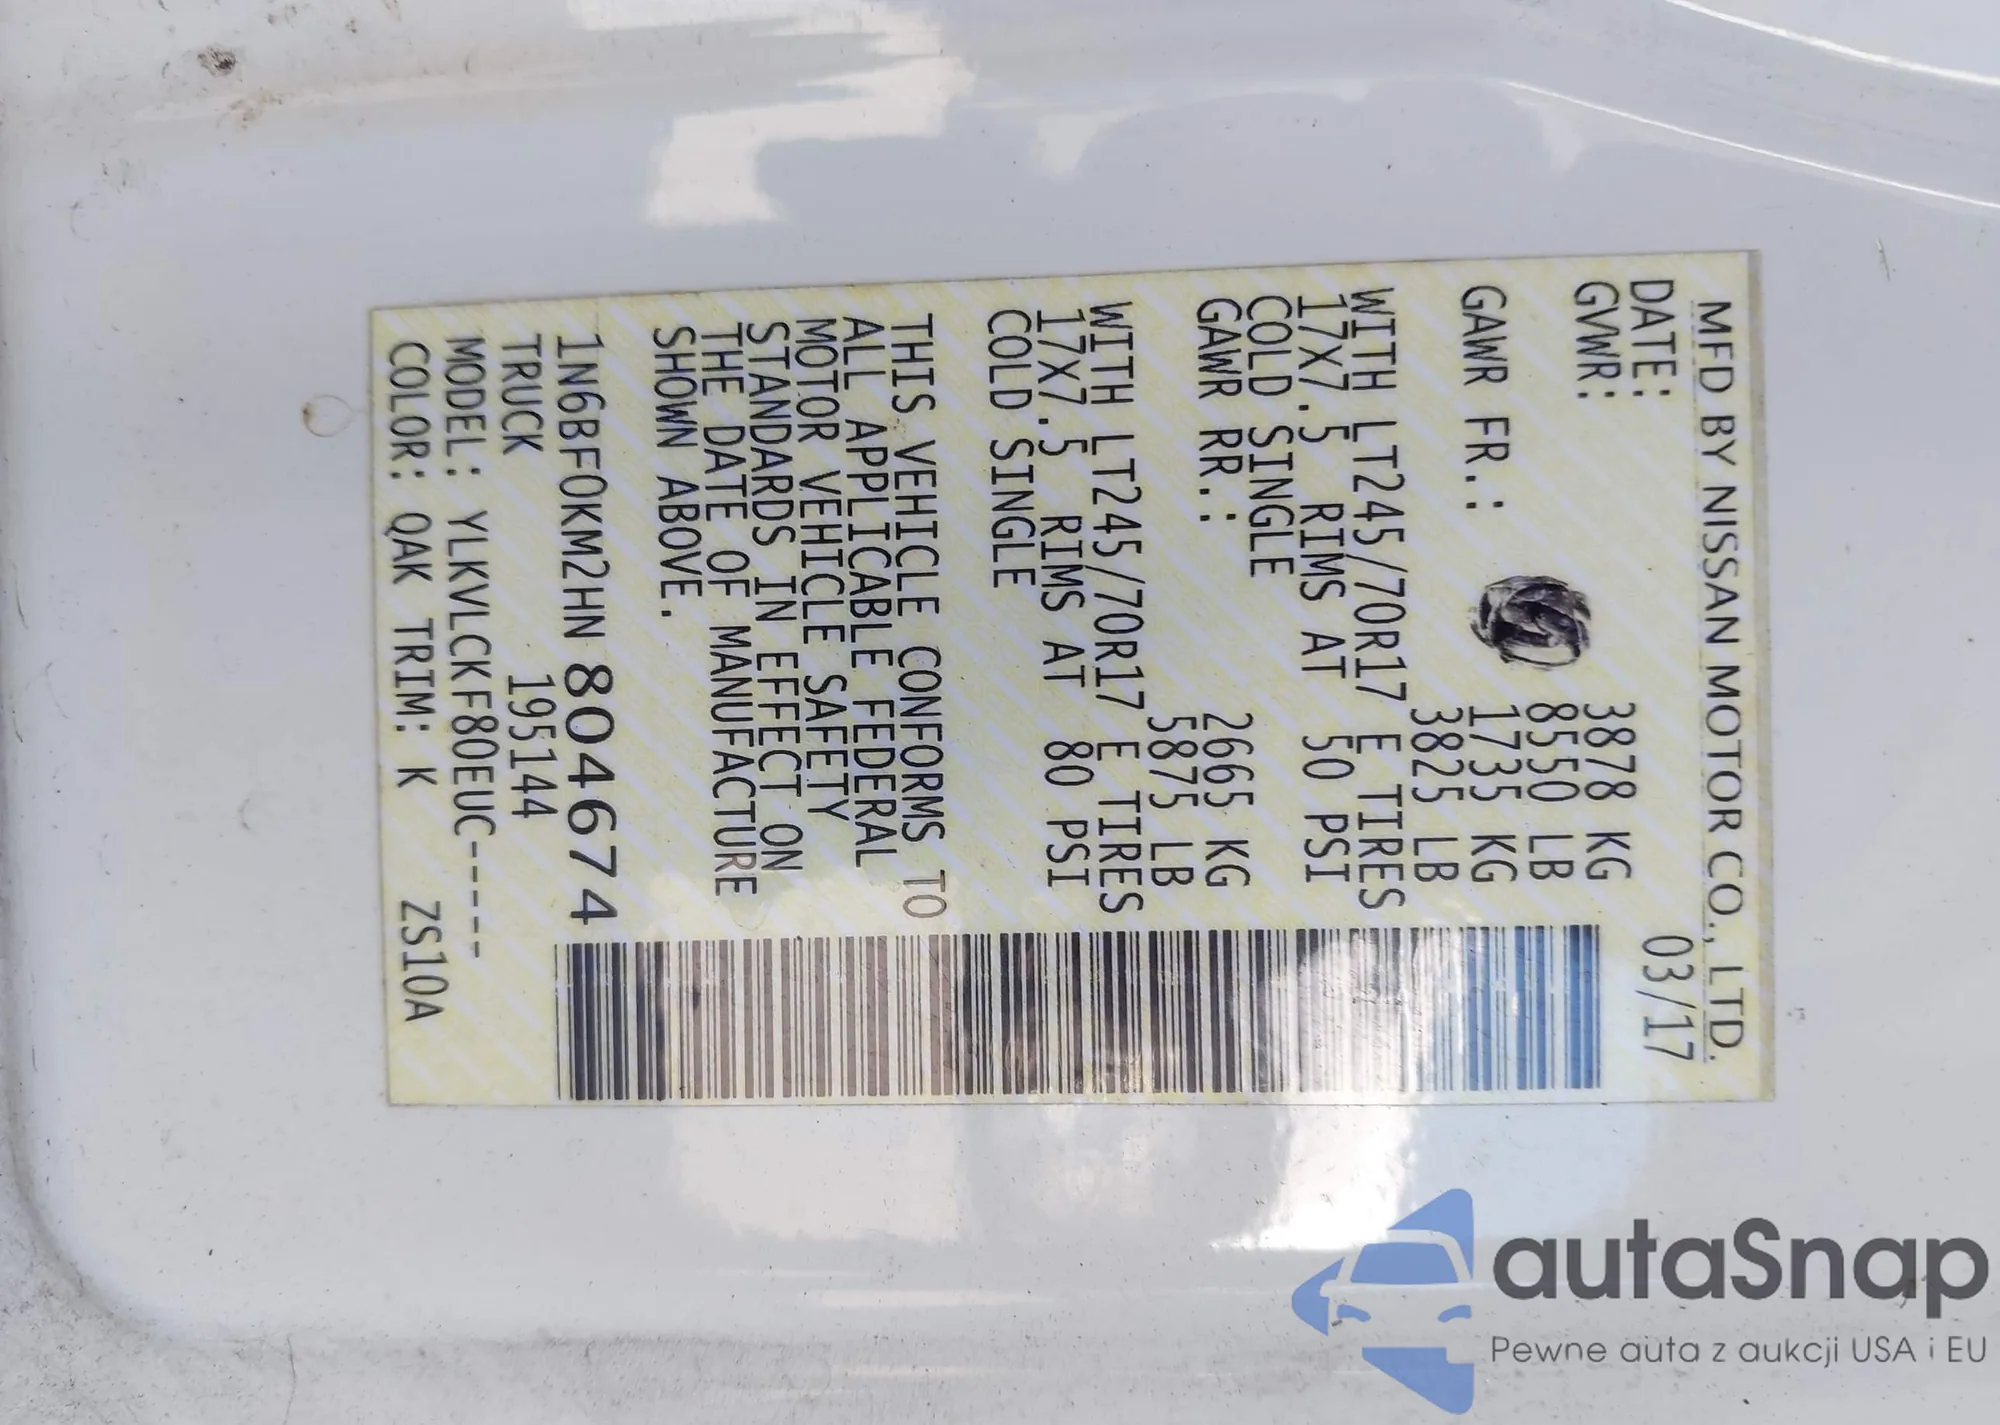 MFD BY NISSAN MOTOR CO., LTD.
DATE: 03/17
GVWR: 3878 KG
8550 LB
GAWR FR.: 1735 KG
3825 LB
WITH LT245/70R17 E TIRES
17X7.5 RIMS AT 50 PSI
COLD SINGLE
GAWR RR.: 2665 KG
5875 LB
WITH LT245/70R17 E TIRES
17X7.5 RIMS AT 80 PSI
COLD SINGLE
THIS VEHICLE CONFORMS TO
ALL APPLICABLE FEDERAL
MOTOR VEHICLE SAFETY
STANDARDS IN EFFECT ON
THE DATE OF MANUFACTURE
SHOWN ABOVE.
1N6BF0KM2HN 804674
TRUCK 195144
MODEL: YLKVLCKF80EUC-----
COLOR: QAK TRIM: K ZS10A
autaSnap
Pewne auta z aukcji USA i EU